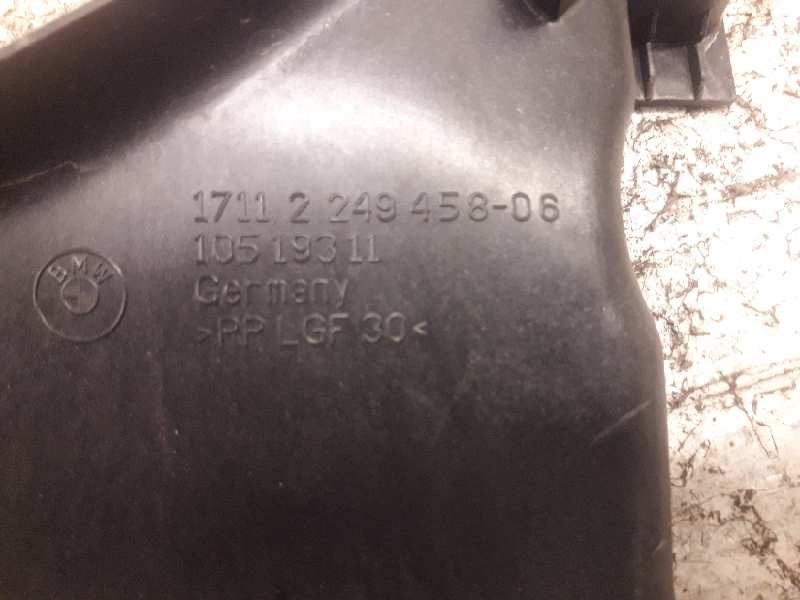 1711 2 249 458-06
105 193 11
Germany
>PP LGF 30<
BMW